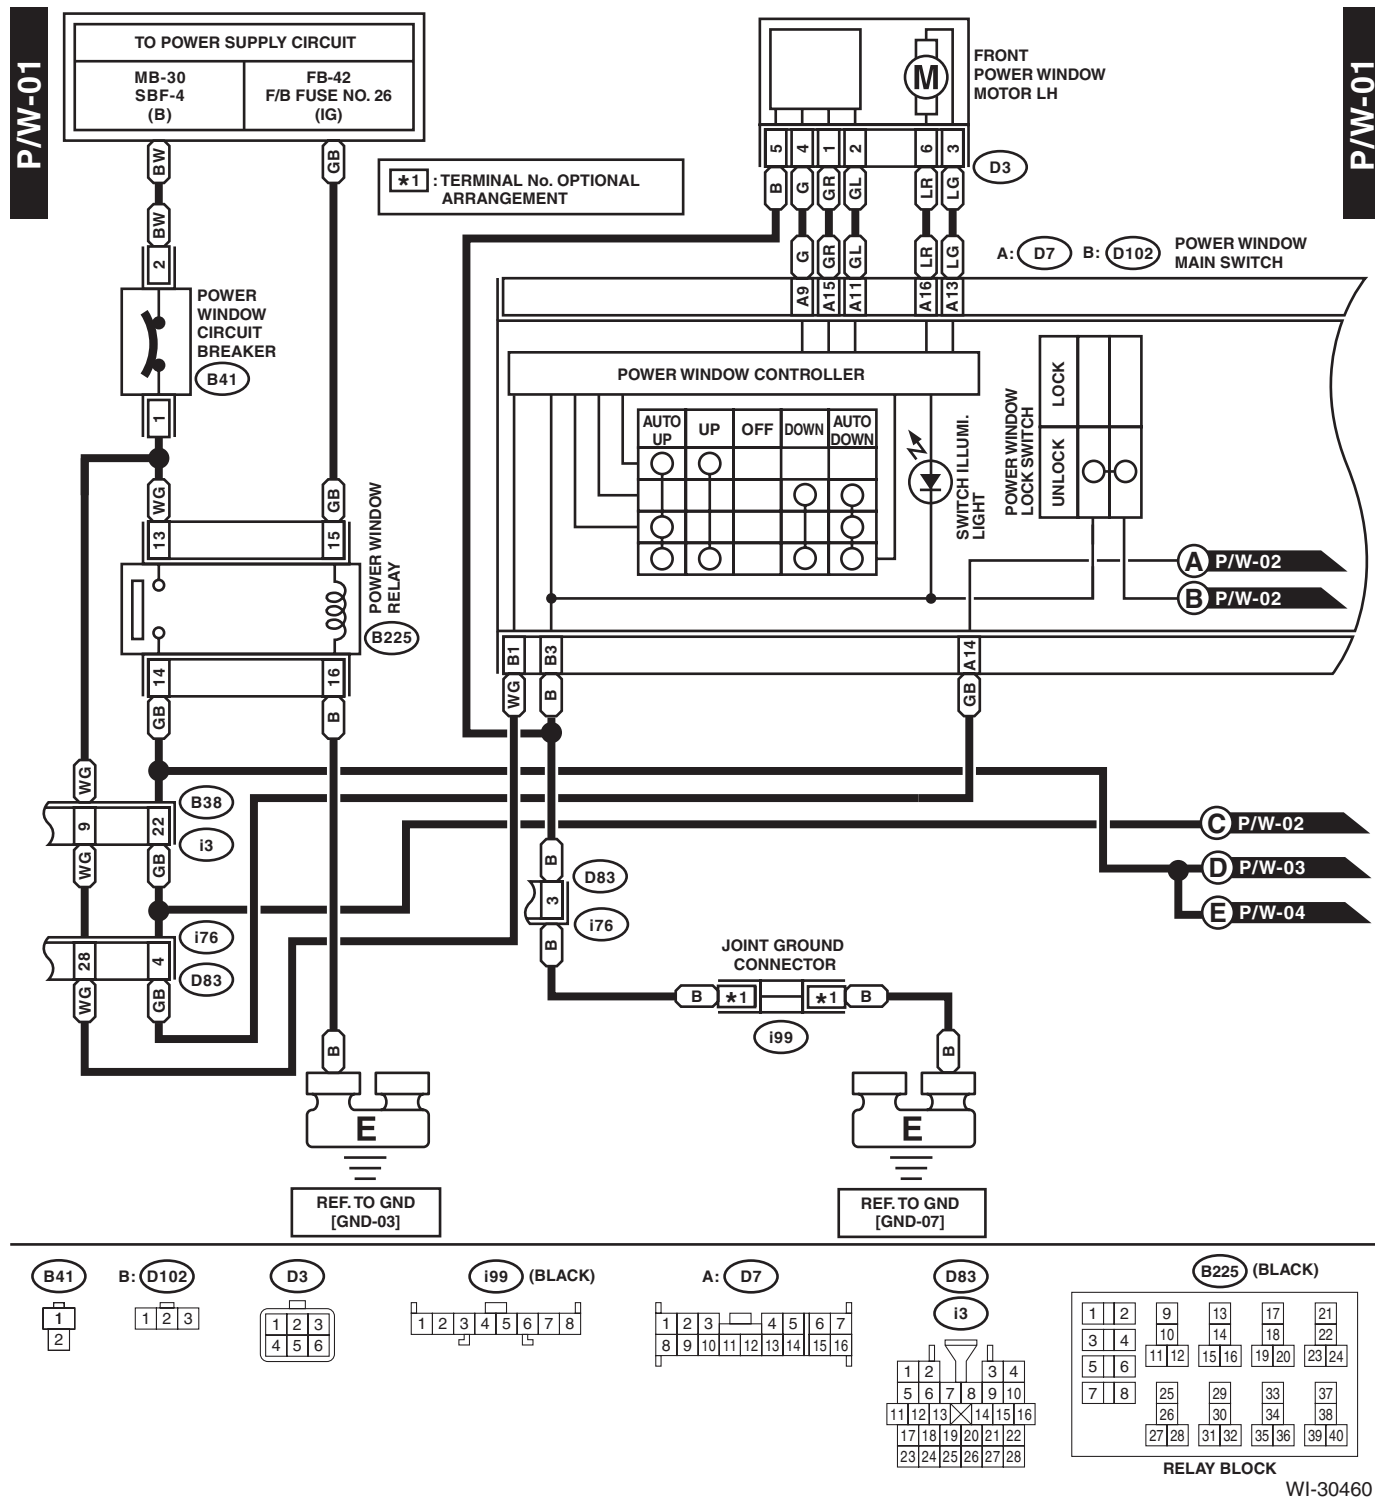 P/W-01
P/W-01
TO POWER SUPPLY CIRCUIT
MB-30
SBF-4
(B)
FB-42
F/B FUSE NO. 26
(IG)
BW
GB
*1 : TERMINAL No. OPTIONAL
ARRANGEMENT
M
FRONT
POWER WINDOW
MOTOR LH
5 4 1 2 6 3
D3
B G GR GL LR LG
BW
2
G GR GL LR LG
A: D7 B: D102
POWER WINDOW
MAIN SWITCH
A9 A15 A11 A16 A13
POWER
WINDOW
CIRCUIT
BREAKER
B41
1
POWER WINDOW CONTROLLER
AUTO
UP
UP
OFF
DOWN
AUTO
DOWN
SWITCH ILLUMI.
LIGHT
POWER WINDOW
LOCK SWITCH
LOCK
UNLOCK
WG
GB
13
15
POWER WINDOW
RELAY
B225
14
16
A P/W-02
B P/W-02
B1 B3 A14
WG B GB
GB
B
WG
B38
9 22
i3
WG GB
C P/W-02
D P/W-03
E P/W-04
B
D83
3
i76
B
i76
28 4
D83
WG GB
JOINT GROUND
CONNECTOR
B *1 *1 B
i99
B
B
E
E
REF. TO GND
[GND-03]
REF. TO GND
[GND-07]
B41
1
2
B: D102
1 2 3
D3
1 2 3
4 5 6
i99 (BLACK)
1 2 3 4 5 6 7 8
A: D7
1 2 3 4 5 6 7
8 9 10 11 12 13 14 15 16
D83
i3
1 2 3 4
5 6 7 8 9 10
11 12 13 14 15 16
17 18 19 20 21 22
23 24 25 26 27 28
B225 (BLACK)
1 2 9 13 17 21
3 4 10 14 18 22
5 6 11 12 15 16 19 20 23 24
7 8 25 29 33 37
26 30 34 38
27 28 31 32 35 36 39 40
RELAY BLOCK
WI-30460